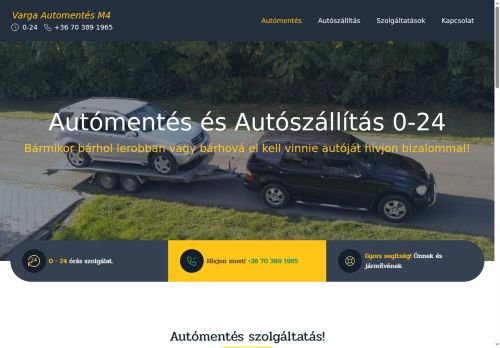 Varga Automentés M4
0-24 +36 70 389 1965
Autómentés Autószállítás Szolgáltatások Kapcsolat
Autómentés és Autószállítás 0-24
Bármikor bárhol lerobban vagy bárhová el kell vinnie autóját hívjon bizalommal!
0 - 24 órás szolgálat.
Hívjon most! +36 70 389 1965
Gyors segítség! Önnek és
járművének.
Autómentés szolgáltatás!